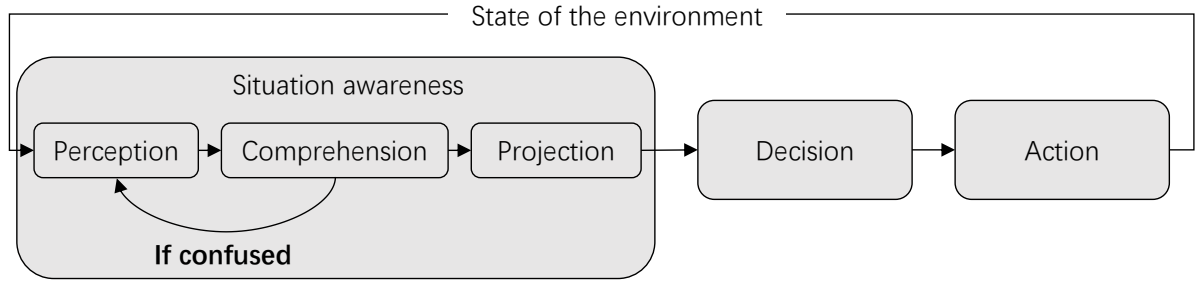 State of the environment
Situation awareness
Perception
Comprehension
Projection
Decision
Action
If confused